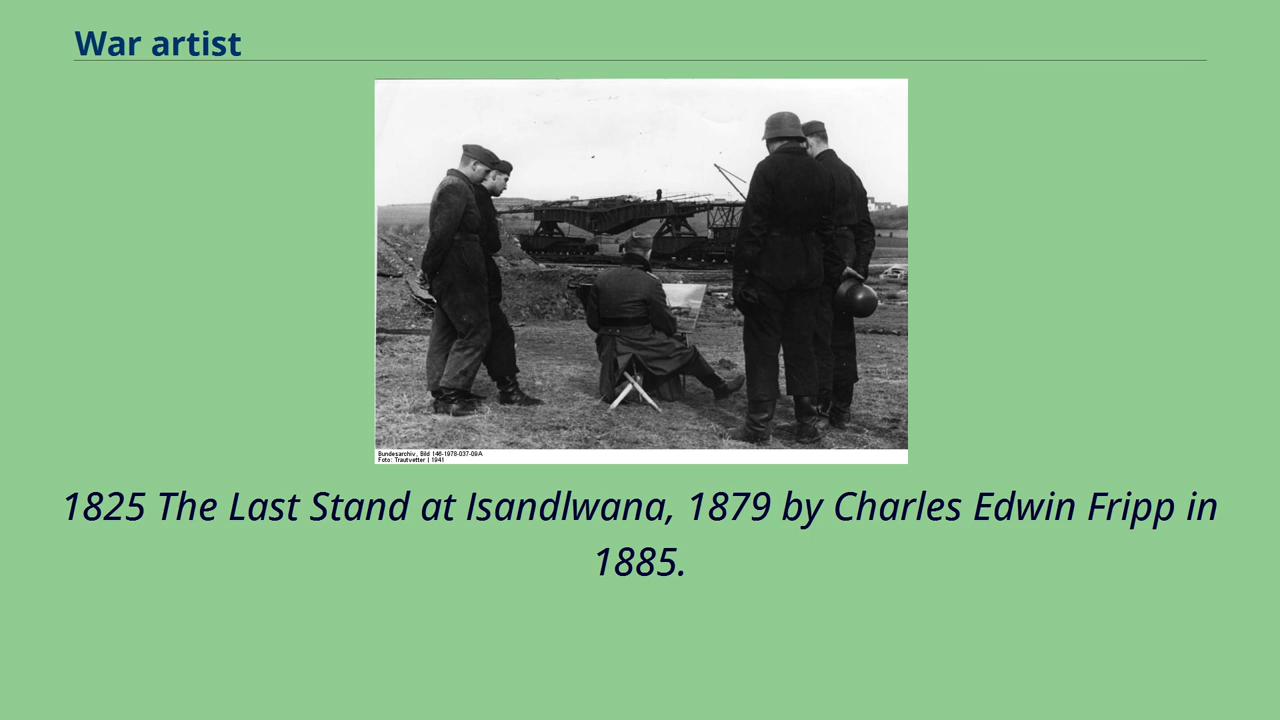 War artist
Bundesarchiv, Bild 146-1978-037-09A
Foto: Trautvetter | 1941
1825 The Last Stand at Isandlwana, 1879 by Charles Edwin Fripp in
1885.